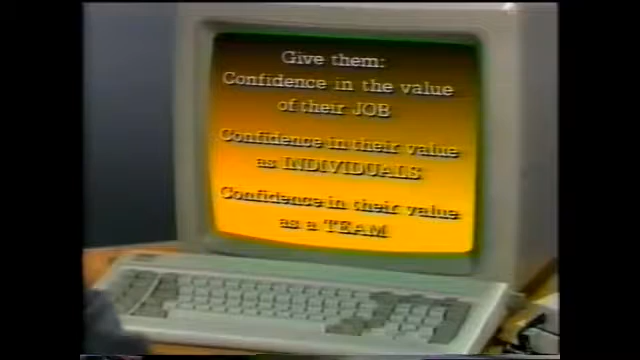 Give them:
Confidence in the value
of their JOB
Confidence in their value
as INDIVIDUALS
Confidence in their value
as a TEAM